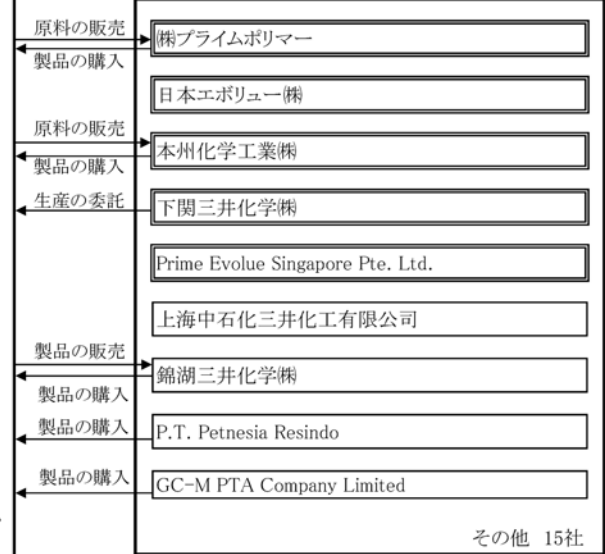 原料の販売
㈱プライムポリマー
製品の購入
日本エボリュー㈱
原料の販売
本州化学工業㈱
製品の購入
生産の委託
下関三井化学㈱
Prime Evolue Singapore Pte. Ltd.
上海中石化三井化工有限公司
製品の販売
錦湖三井化学㈱
製品の購入
製品の購入
P.T. Petnesia Resindo
製品の購入
GC-M PTA Company Limited
その他 15社